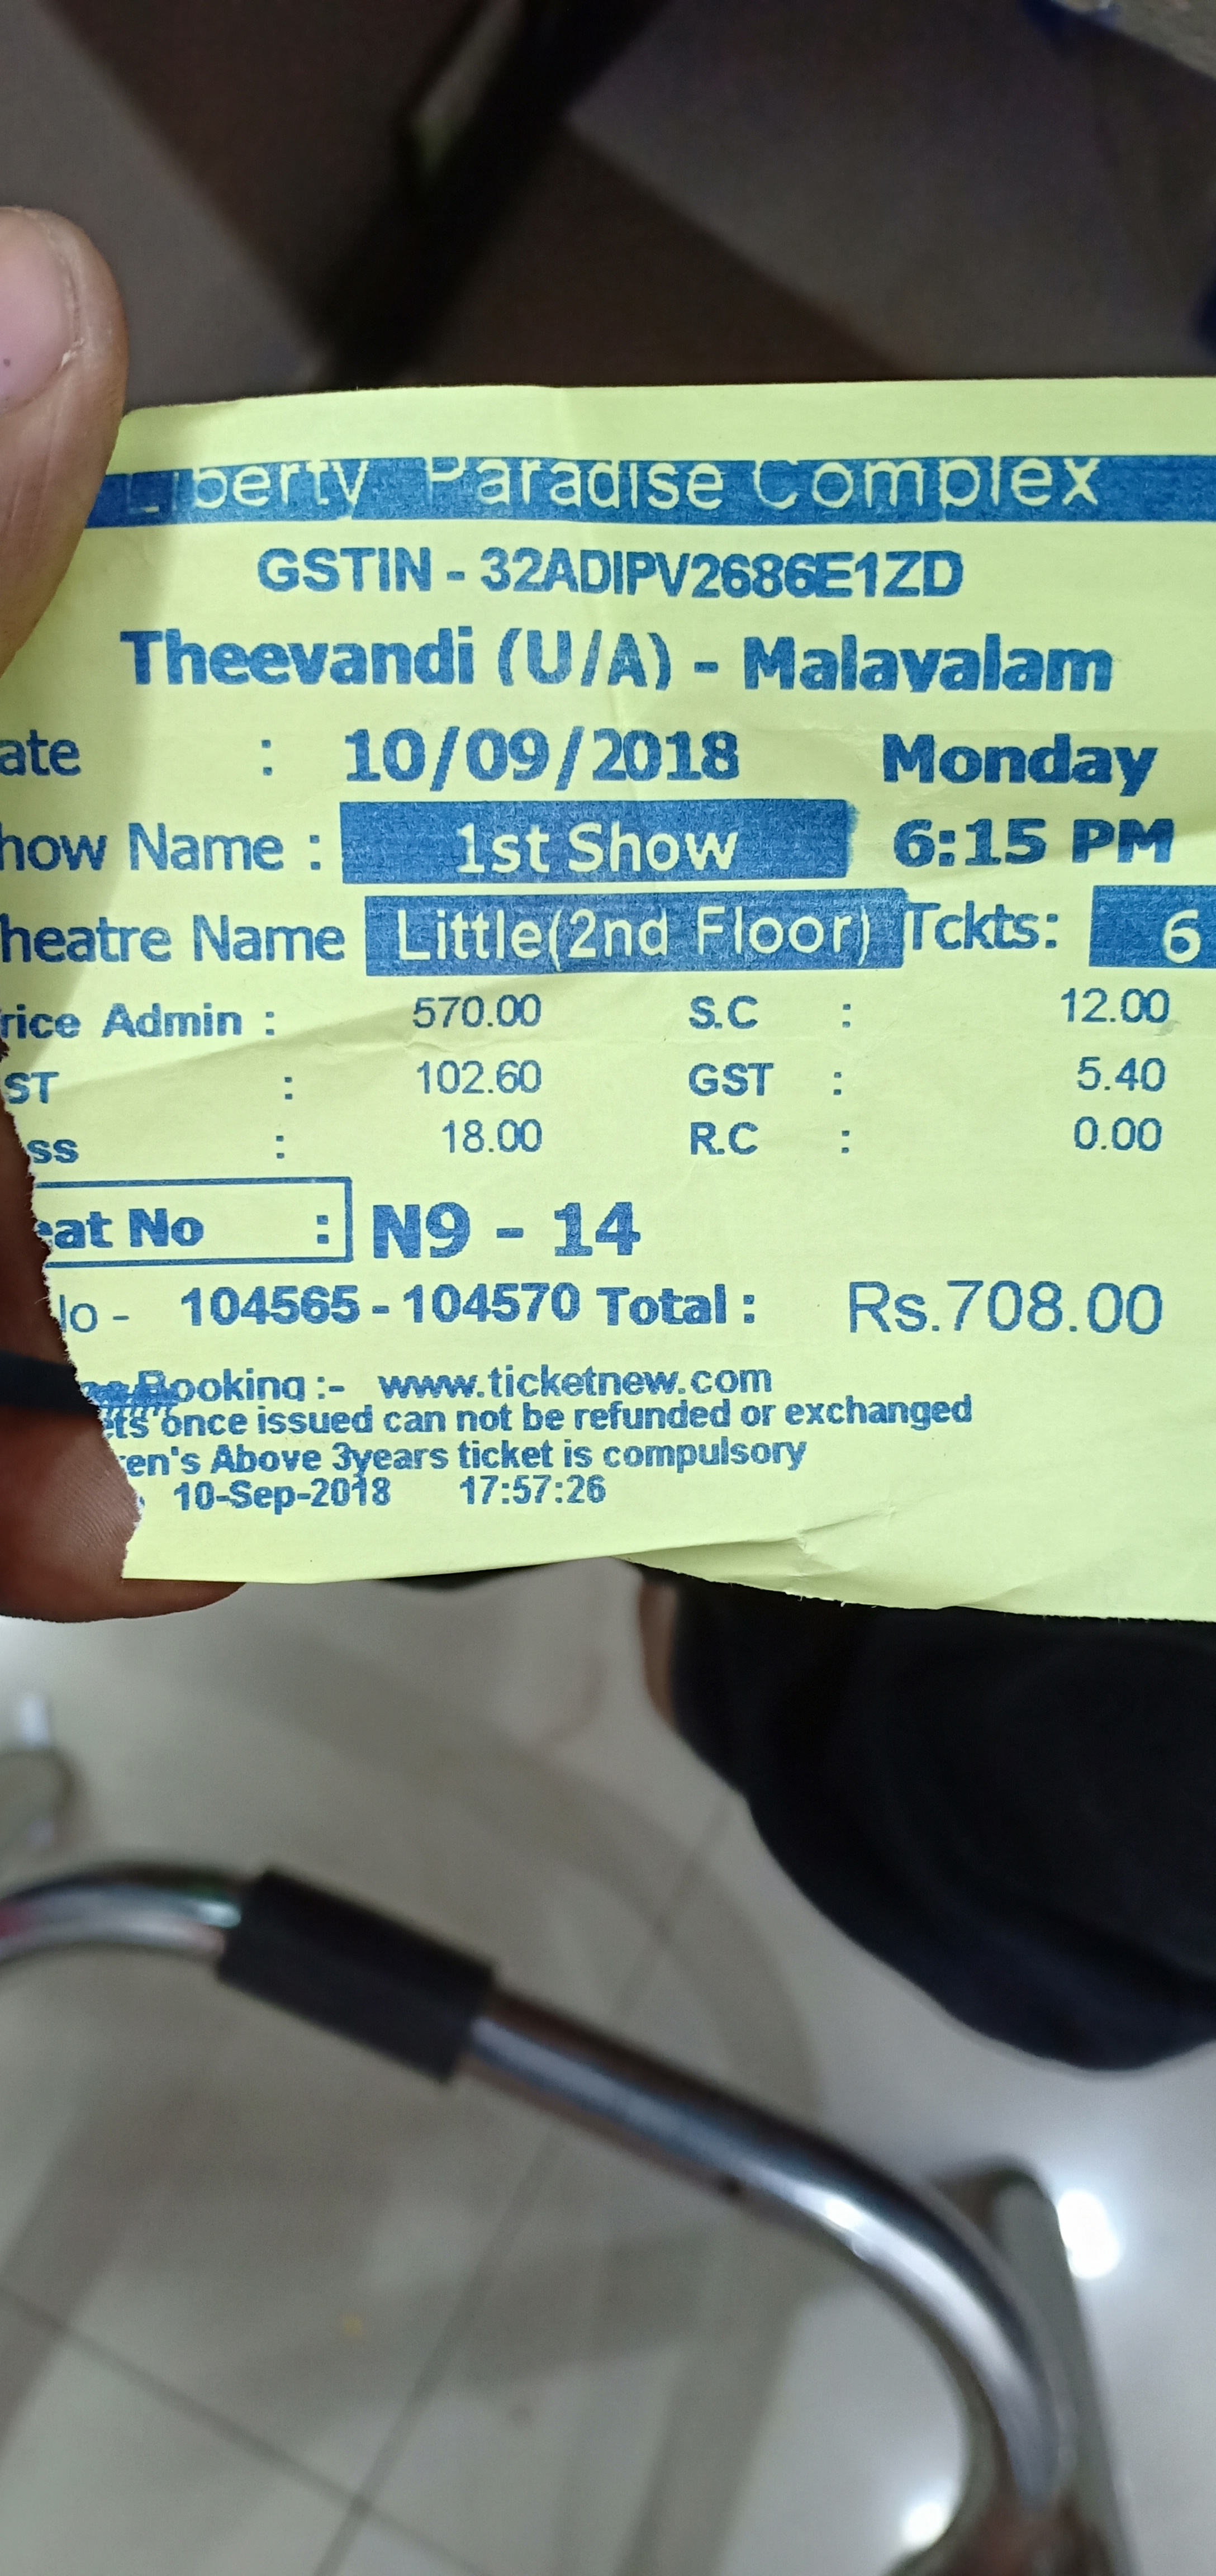 Liberty Paradise Complex
GSTIN - 32ADIPV2686E1ZD
Theevandi (U/A) - Malayalam
ate : 10/09/2018 Monday
how Name : 1st Show 6:15 PM
heatre Name Little(2nd Floor) Tckts: 6
rice Admin : 570.00 S.C : 12.00
ST : 102.60 GST : 5.40
ss : 18.00 R.C : 0.00
eat No : N9 - 14
No - 104565 - 104570 Total : Rs.708.00
Booking :- www.ticketnew.com
ets once issued can not be refunded or exchanged
ren's Above 3years ticket is compulsory
10-Sep-2018 17:57:26